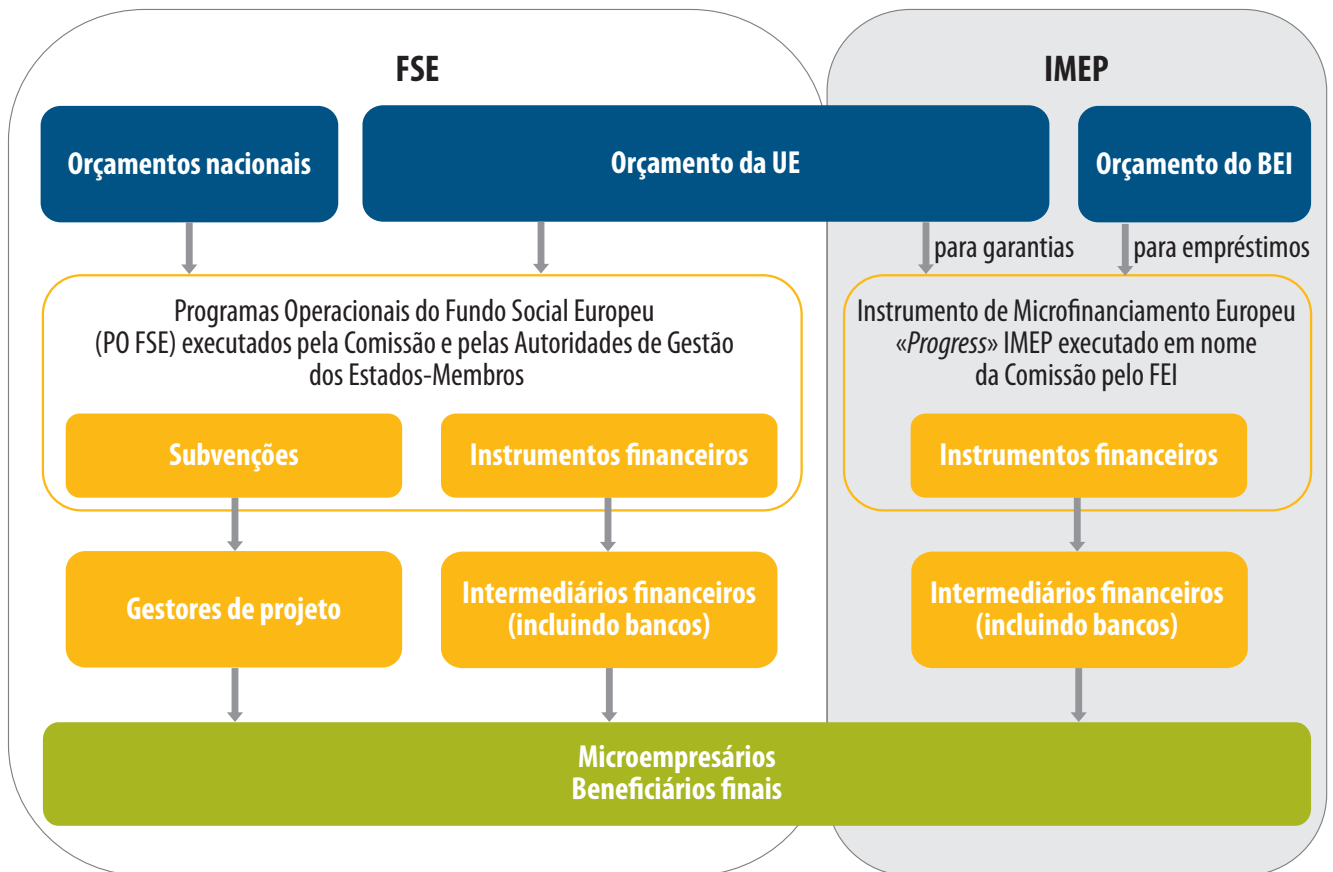 FSE
IMEP
Orçamentos nacionais
Orçamento da UE
Orçamento do BEI
para garantias
para empréstimos
Programas Operacionais do Fundo Social Europeu
(PO FSE) executados pela Comissão e pelas Autoridades de Gestão
dos Estados-Membros
Instrumento de Microfinanciamento Europeu
«Progress» IMEP executado em nome
da Comissão pelo FEI
Subvenções
Instrumentos financeiros
Instrumentos financeiros
Gestores de projeto
Intermediários financeiros
(incluindo bancos)
Intermediários financeiros
(incluindo bancos)
Microempresários
Beneficiários finais